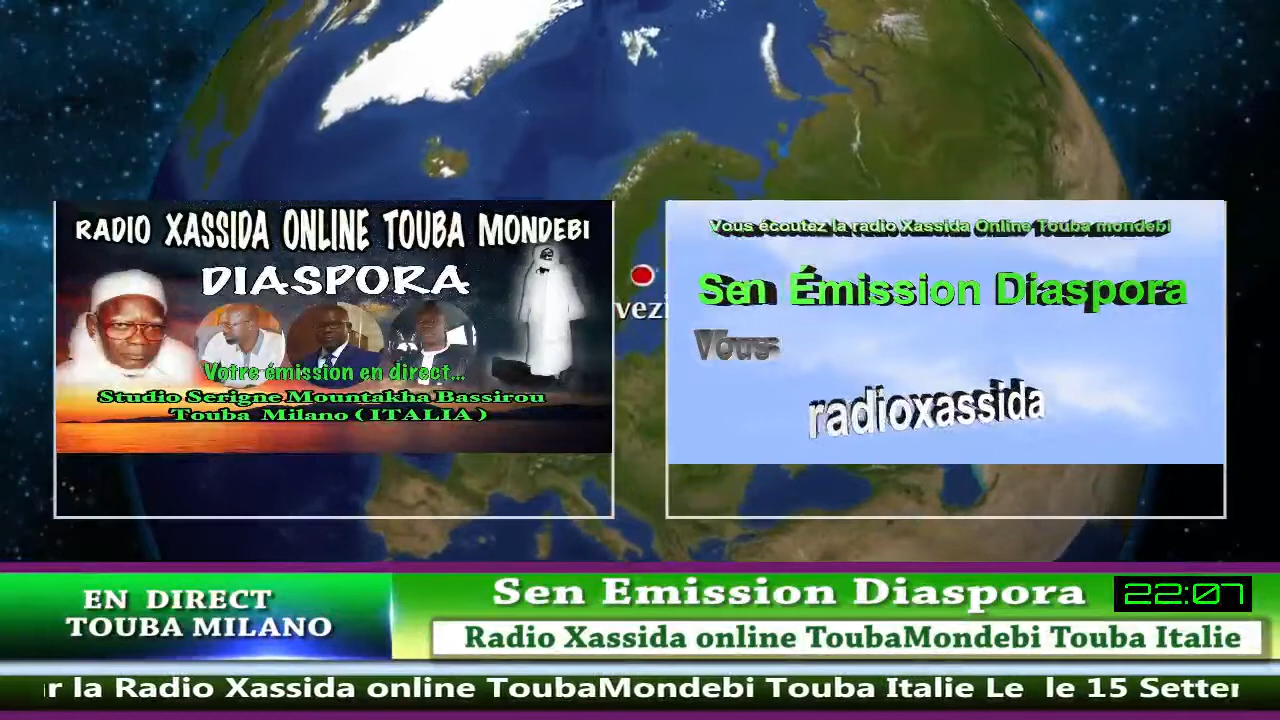 RADIO XASSIDA ONLINE TOUBA MONDEBI
DIASPORA
Votre émission en direct...
Studio Serigne Mountakha Bassirou
Touba Milano ( ITALIA )
Vous écoutez la radio Xassida Online Touba mondebi
Sen Émission Diaspora
Vous
radioxassida
EN DIRECT
TOUBA MILANO
Sen Emission Diaspora
22:07
Radio Xassida online ToubaMondebi Touba Italie
la Radio Xassida online ToubaMondebi Touba Italie Le le 15